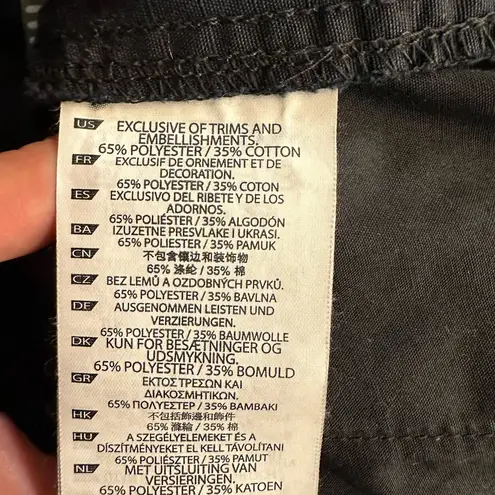 US EXCLUSIVE OF TRIMS AND
EMBELLISHMENTS.
65% POLYESTER / 35% COTTON
FR EXCLUSIF DE ORNEMENT ET DE
DECORATION.
65% POLYESTER / 35% COTON
ES EXCLUSIVO DEL RIBETE Y DE LOS
ADORNOS.
65% POLIÉSTER / 35% ALGODÓN
BA IZUZETNE PRESVLAKE I UKRASI.
65% POLIESTER / 35% PAMUK
CN 不包含镶边和装饰物
65% 涤纶 / 35% 棉
CZ BEZ LEMŮ A OZDOBNÝCH PRVKŮ.
65% POLYESTER / 35% BAVLNA
DE AUSGENOMMEN LEISTEN UND
VERZIERUNGEN.
65% POLYESTER / 35% BAUMWOLLE
DK KUN FOR BESÆTNINGER OG
UDSMYKNING.
65% POLYESTER / 35% BOMULD
GR ΕΚΤΟΣ ΤΡΕΣΩΝ ΚΑΙ
ΔΙΑΚΟΣΜΗΤΙΚΩΝ.
65% ΠΟΛΥΕΣΤΕΡ / 35% ΒΑΜΒΑΚΙ
HK 不包括飾邊和飾件
65% 滌綸 / 35% 棉
HU A SZEGÉLYELEMEKET ÉS A
DÍSZÍTMÉNYEKET EL KELL TÁVOLÍTANI
65% POLIÉSZTER / 35% PAMUT
NL MET UITSLUITING VAN
VERSIERINGEN.
65% POLYESTER / 35% KATOEN